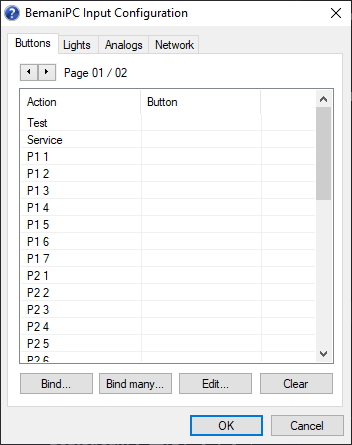 BemaniPC Input Configuration
Buttons Lights Analogs Network
Page 01 / 02
Action Button
Test
Service
P1 1
P1 2
P1 3
P1 4
P1 5
P1 6
P1 7
P2 1
P2 2
P2 3
P2 4
P2 5
P2 6
Bind... Bind many... Edit... Clear
OK Cancel